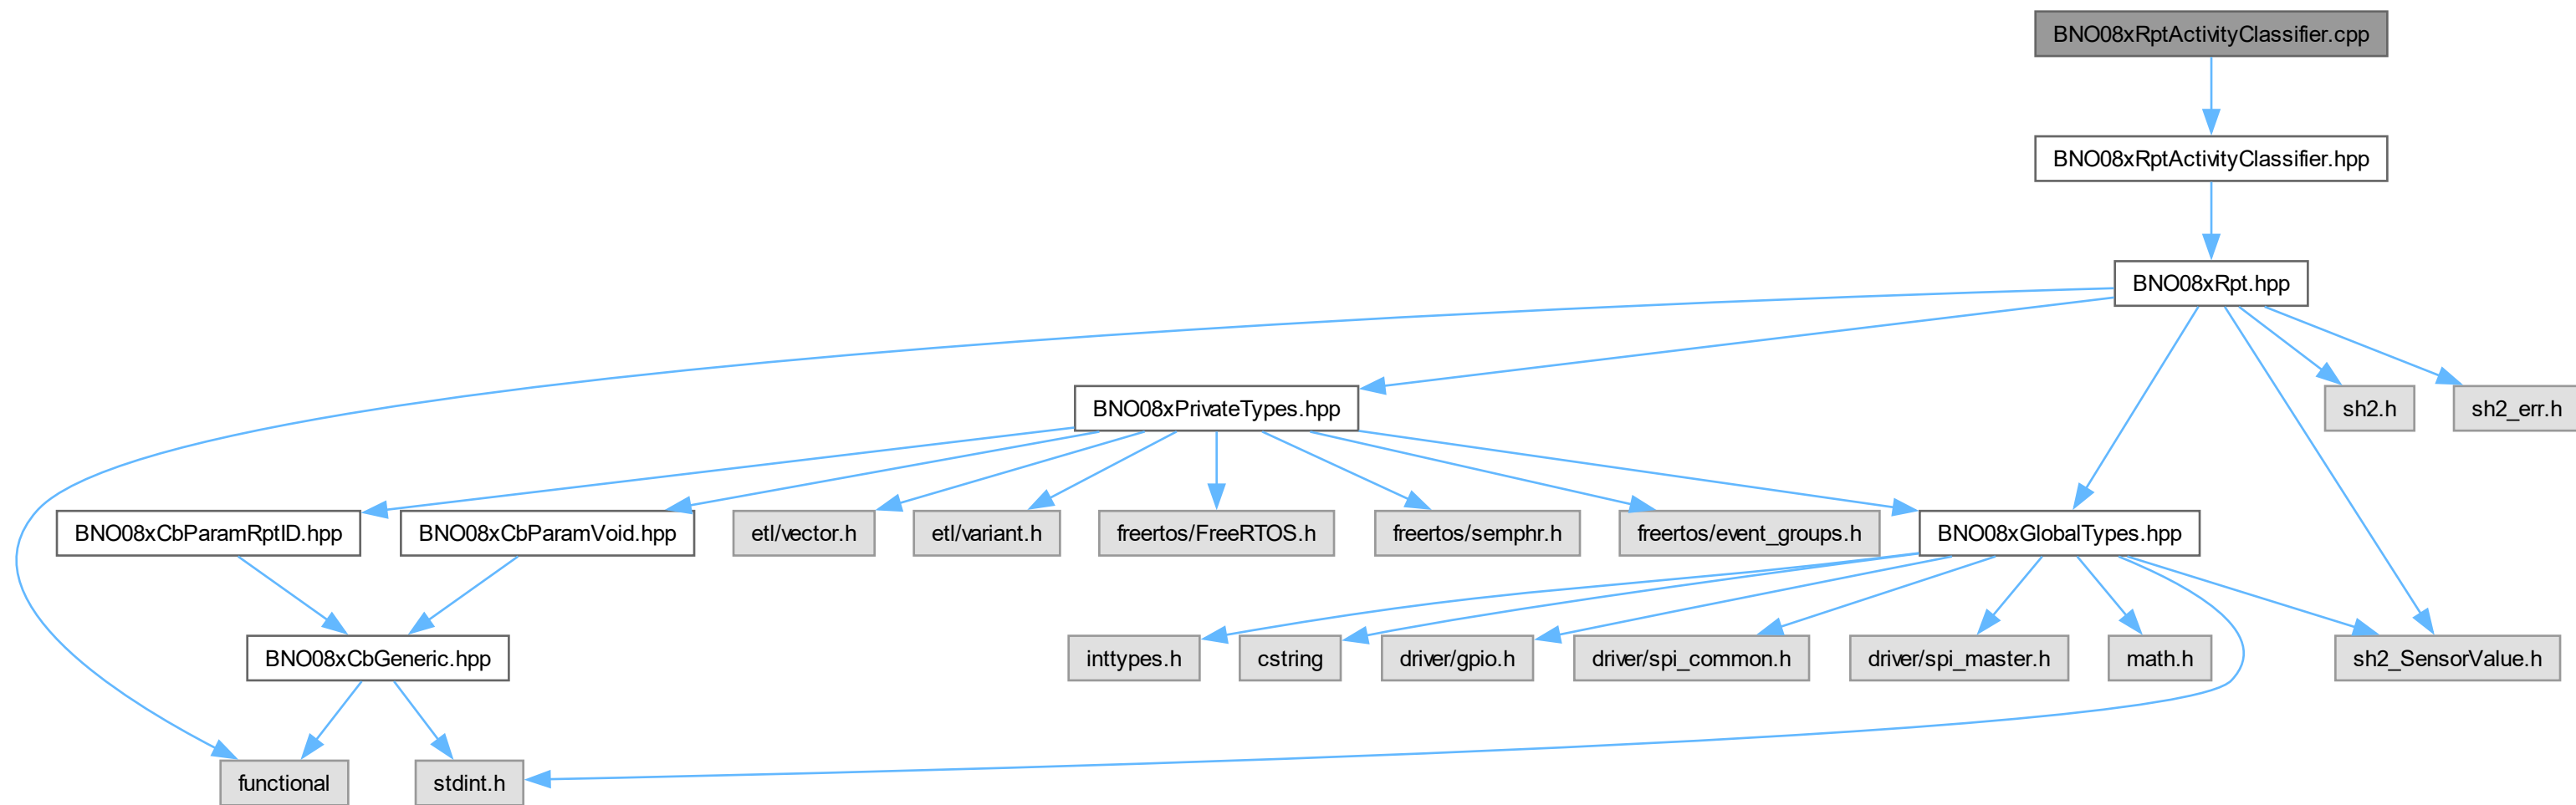 BNO08xRptActivityClassifier.cpp
BNO08xRptActivityClassifier.hpp
BNO08xRpt.hpp
BNO08xPrivateTypes.hpp
sh2.h
sh2_err.h
BNO08xCbParamRptID.hpp
BNO08xCbParamVoid.hpp
etl/vector.h
etl/variant.h
freertos/FreeRTOS.h
freertos/semphr.h
freertos/event_groups.h
BNO08xGlobalTypes.hpp
BNO08xCbGeneric.hpp
inttypes.h
cstring
driver/gpio.h
driver/spi_common.h
driver/spi_master.h
math.h
sh2_SensorValue.h
functional
stdint.h